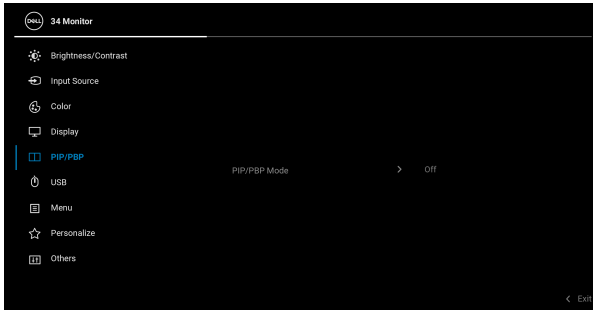 DELL 34 Monitor
Brightness/Contrast
Input Source
Color
Display
PIP/PBP
PIP/PBP Mode Off
USB
Menu
Personalize
Others
Exit